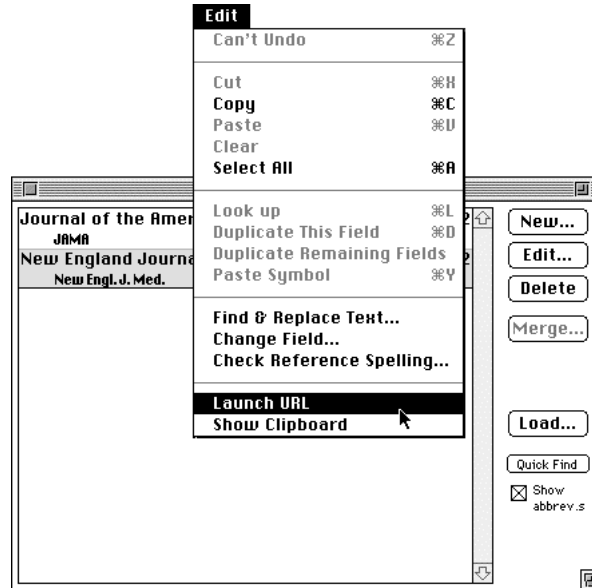 Edit
Can't Undo ⌘Z
Cut ⌘X
Copy ⌘C
Paste ⌘V
Clear
Select All ⌘A
Look up ⌘L
Duplicate This Field ⌘D
Duplicate Remaining Fields
Paste Symbol ⌘Y
Find & Replace Text...
Change Field...
Check Reference Spelling...
Launch URL
Show Clipboard
Journal of the Amer 2
JAMA
New England Journa 2
New Engl. J. Med.
New...
Edit...
Delete
Merge...
Load...
Quick Find
Show
abbrev.s